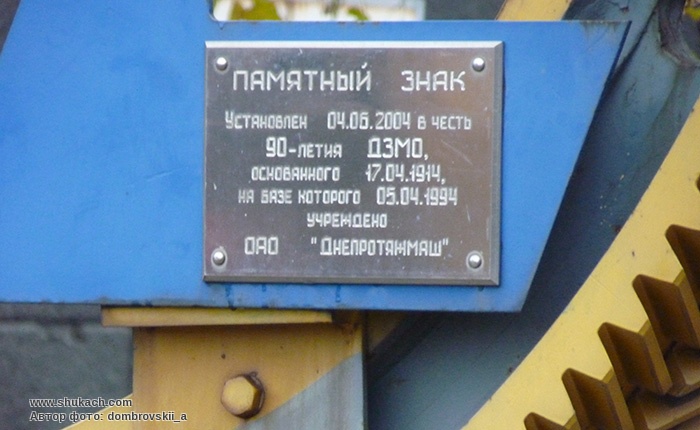 ПАМЯТНЫЙ ЗНАК
УСТАНОВЛЕН 04.06.2004 В ЧЕСТЬ
90-ЛЕТИЯ ДЗМО,
ОСНОВАННОГО 17.04.1914,
НА БАЗЕ КОТОРОГО 05.04.1994
УЧРЕЖДЕНО
ОАО "ДНЕПРОТЯЖМАШ"
www.shukach.com
Автор фото: dombrovskii_a